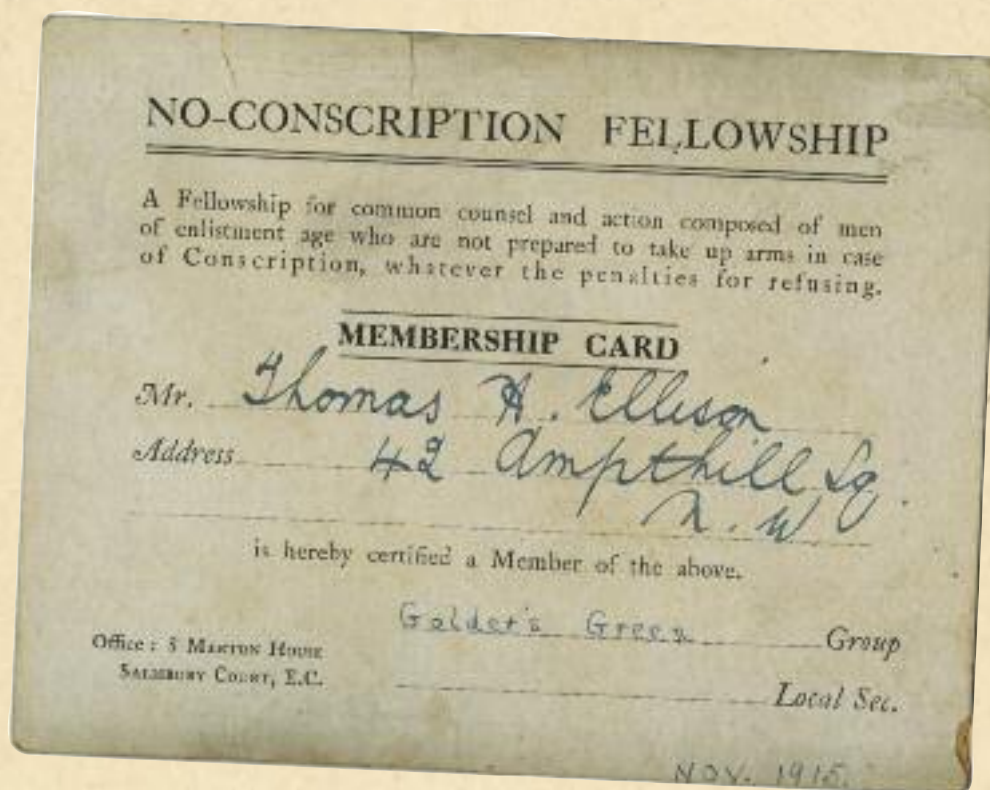 NO-CONSCRIPTION FELLOWSHIP
A Fellowship for common counsel and action composed of men
of enlistment age who are not prepared to take up arms in case
of Conscription, whatever the penalties for refusing.
MEMBERSHIP CARD
Mr. Thomas H. Ellison
Address 42 Ampthill Sq.
N.W
is hereby certified a Member of the above.
Golder's Green Group
Office: 5 House
Salisbury Court, E.C.
Local Sec.
NOV. 1915.